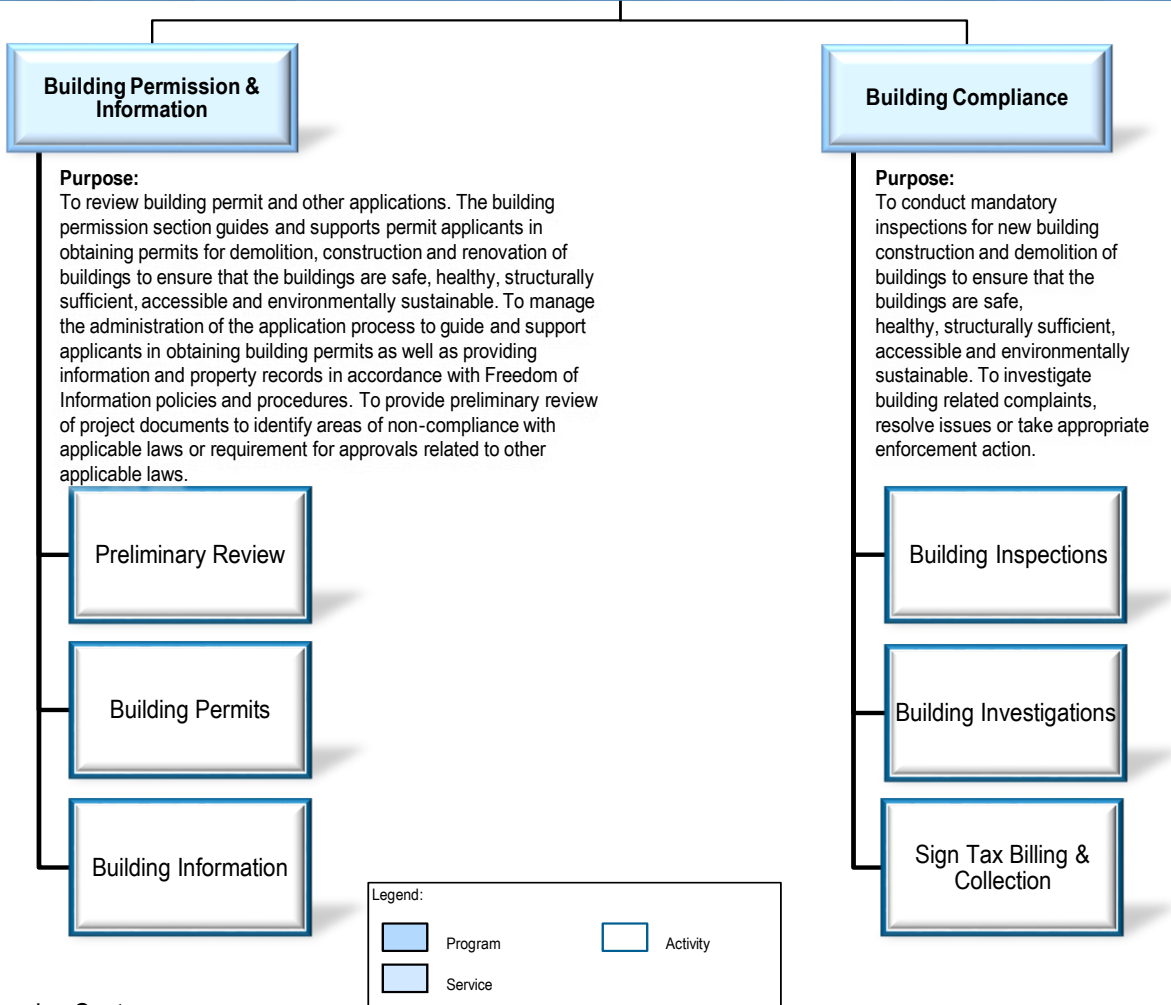 Building Permission &
Information
Purpose:
To review building permit and other applications. The building
permission section guides and supports permit applicants in
obtaining permits for demolition, construction and renovation of
buildings to ensure that the buildings are safe, healthy, structurally
sufficient, accessible and environmentally sustainable. To manage
the administration of the application process to guide and support
applicants in obtaining building permits as well as providing
information and property records in accordance with Freedom of
Information policies and procedures. To provide preliminary review
of project documents to identify areas of non-compliance with
applicable laws or requirement for approvals related to other
applicable laws.
Preliminary Review
Building Permits
Building Information
Building Compliance
Purpose:
To conduct mandatory
inspections for new building
construction and demolition of
buildings to ensure that the
buildings are safe,
healthy, structurally sufficient,
accessible and environmentally
sustainable. To investigate
building related complaints,
resolve issues or take appropriate
enforcement action.
Building Inspections
Building Investigations
Sign Tax Billing &
Collection
Legend:
Program
Activity
Service